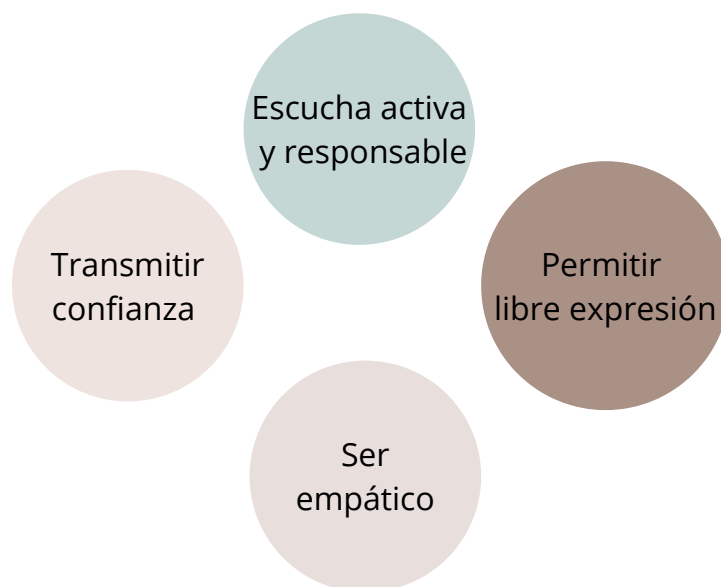 Escucha activa
y responsable
Transmitir
confianza
Permitir
libre expresión
Ser
empático